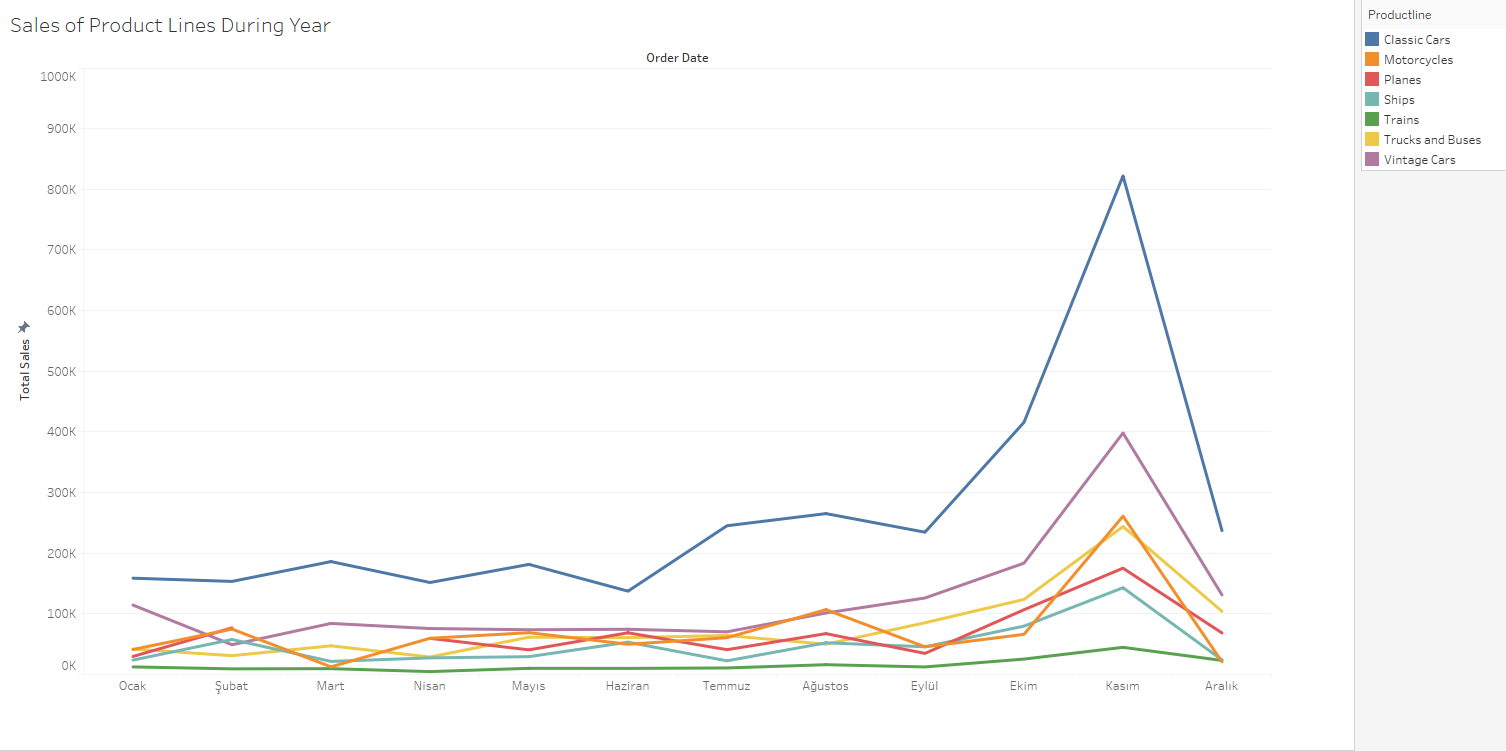 Sales of Product Lines During Year
Order Date
1000K
900K
800K
700K
600K
500K
400K
300K
200K
100K
0K
Total Sales
Ocak
Şubat
Mart
Nisan
Mayıs
Haziran
Temmuz
Ağustos
Eylül
Ekim
Kasım
Aralık
Productline
Classic Cars
Motorcycles
Planes
Ships
Trains
Trucks and Buses
Vintage Cars